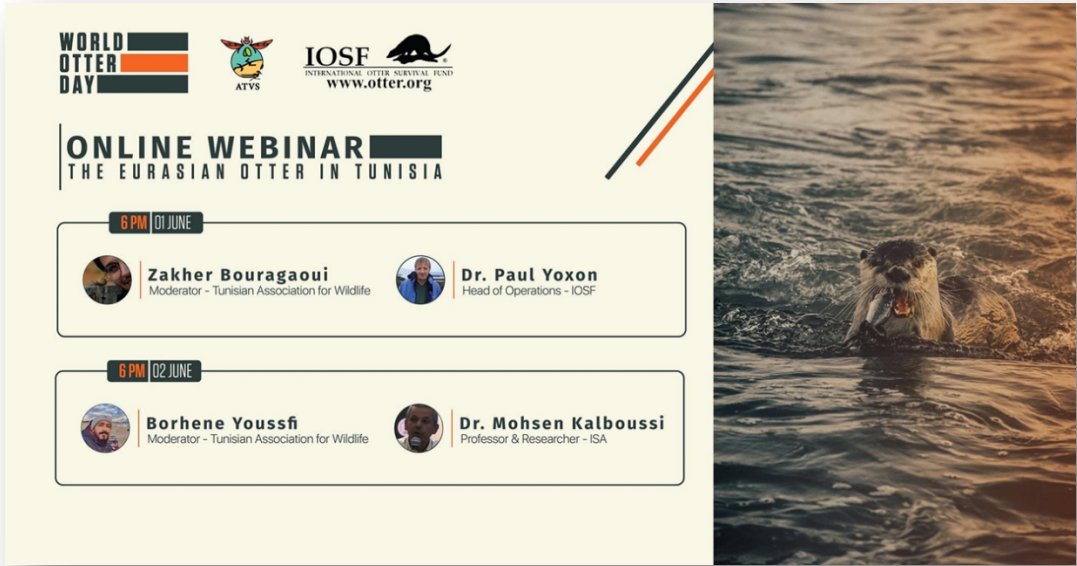 WORLD
OTTER
DAY
ATVS
IOSF
INTERNATIONAL OTTER SURVIVAL FUND
www.otter.org
ONLINE WEBINAR
THE EURASIAN OTTER IN TUNISIA
6 PM 01 JUNE
Zakher Bouragaoui
Moderator - Tunisian Association for Wildlife
Dr. Paul Yoxon
Head of Operations - IOSF
6 PM 02 JUNE
Borhene Youssfi
Moderator - Tunisian Association for Wildlife
Dr. Mohsen Kalboussi
Professor & Researcher - ISA